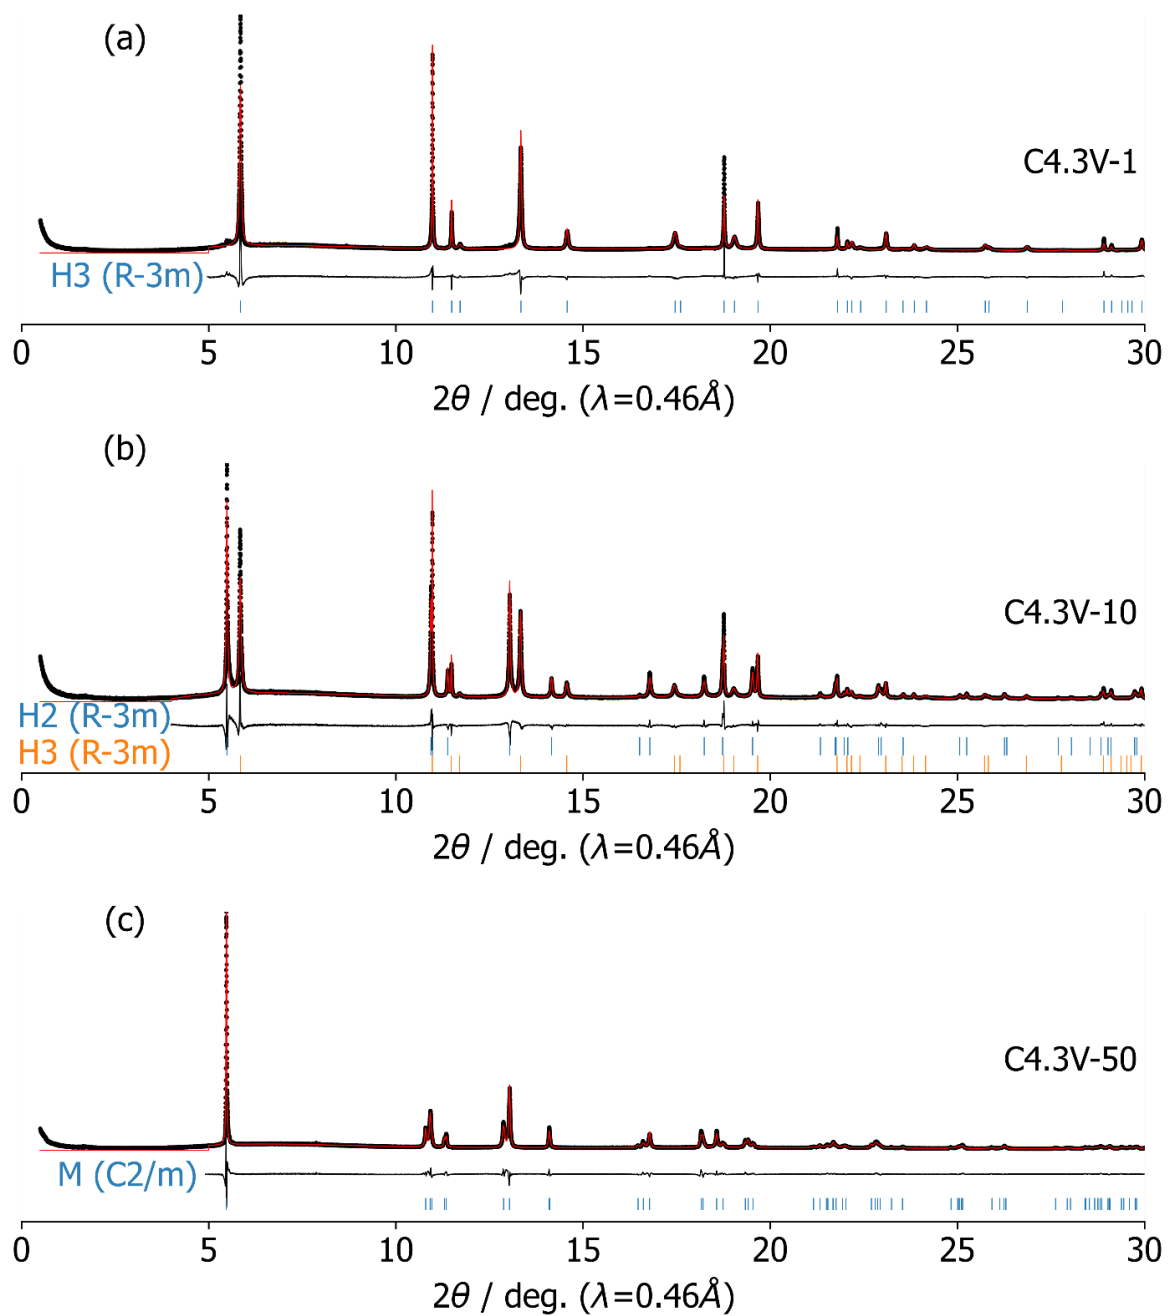 (a)
C4.3V-1
H3 (R-3m)
0 5 10 15 20 25 30
2θ / deg. (λ=0.46Å)
(b)
C4.3V-10
H2 (R-3m)
H3 (R-3m)
0 5 10 15 20 25 30
2θ / deg. (λ=0.46Å)
(c)
C4.3V-50
M (C2/m)
0 5 10 15 20 25 30
2θ / deg. (λ=0.46Å)